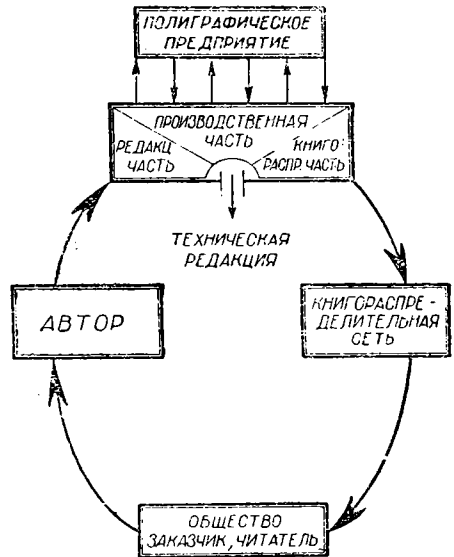 ПОЛИГРАФИЧЕСКОЕ
ПРЕДПРИЯТИЕ
ПРОИЗВОДСТВЕННАЯ
ЧАСТЬ
РЕДАКЦ.
ЧАСТЬ
КНИГО-
РАСПР. ЧАСТЬ
ТЕХНИЧЕСКАЯ
РЕДАКЦИЯ
АВТОР
КНИГОРАСПРЕ-
ДЕЛИТЕЛЬНАЯ
СЕТЬ
ОБЩЕСТВО
ЗАКАЗЧИК, ЧИТАТЕЛЬ